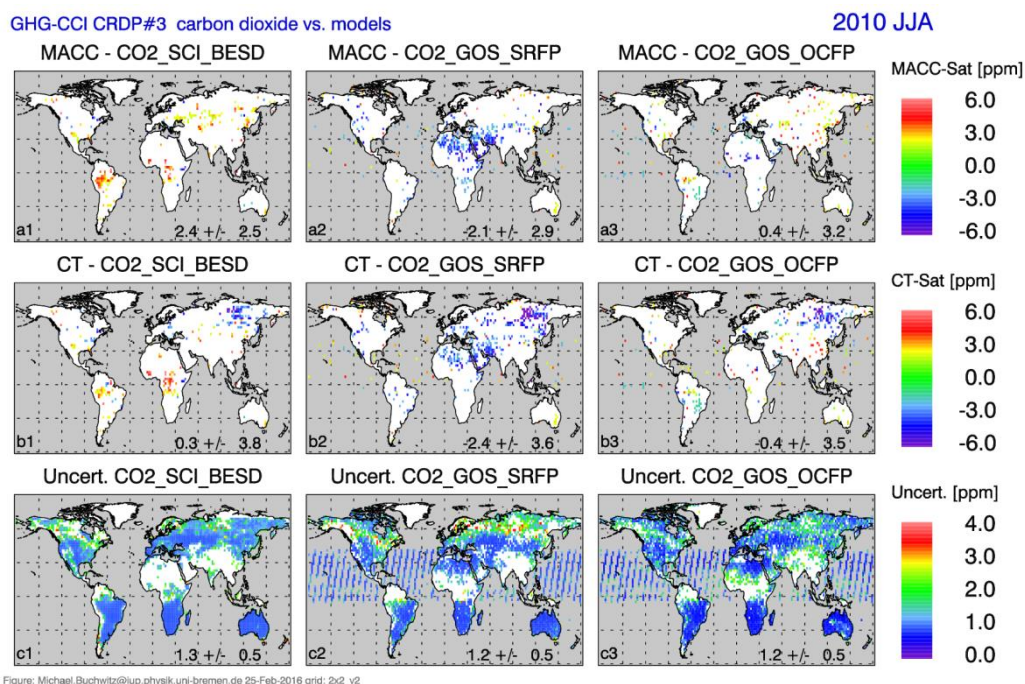 GHG-CCI CRDP#3 carbon dioxide vs. models
2010 JJA
MACC - CO2_SCI_BESD
MACC - CO2_GOS_SRFP
MACC - CO2_GOS_OCFP
MACC-Sat [ppm]
6.0
3.0
0.0
-3.0
-6.0
a1
2.4 +/- 2.5
a2
-2.1 +/- 2.9
a3
0.4 +/- 3.2
CT - CO2_SCI_BESD
CT - CO2_GOS_SRFP
CT - CO2_GOS_OCFP
CT-Sat [ppm]
6.0
3.0
0.0
-3.0
-6.0
b1
0.3 +/- 3.8
b2
-2.4 +/- 3.6
b3
-0.4 +/- 3.5
Uncert. CO2_SCI_BESD
Uncert. CO2_GOS_SRFP
Uncert. CO2_GOS_OCFP
Uncert. [ppm]
4.0
3.0
2.0
1.0
0.0
c1
1.3 +/- 0.5
c2
1.2 +/- 0.5
c3
1.2 +/- 0.5
Figure: Michael.Buchwitz@iup.physik.uni-bremen.de 25-Feb-2016 grid: 2x2_v2